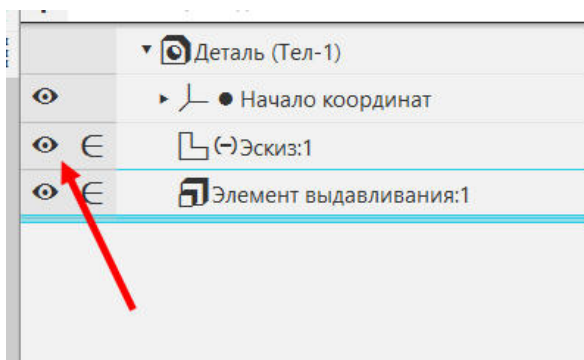 Деталь (Тел-1)
Начало координат
∈ (-)Эскиз:1
∈ Элемент выдавливания:1